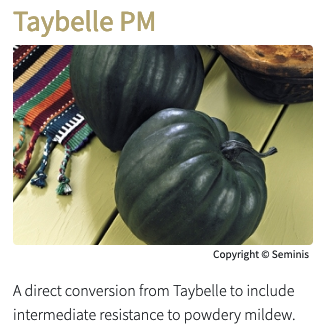 Taybelle PM
Copyright © Seminis
A direct conversion from Taybelle to include
intermediate resistance to powdery mildew.